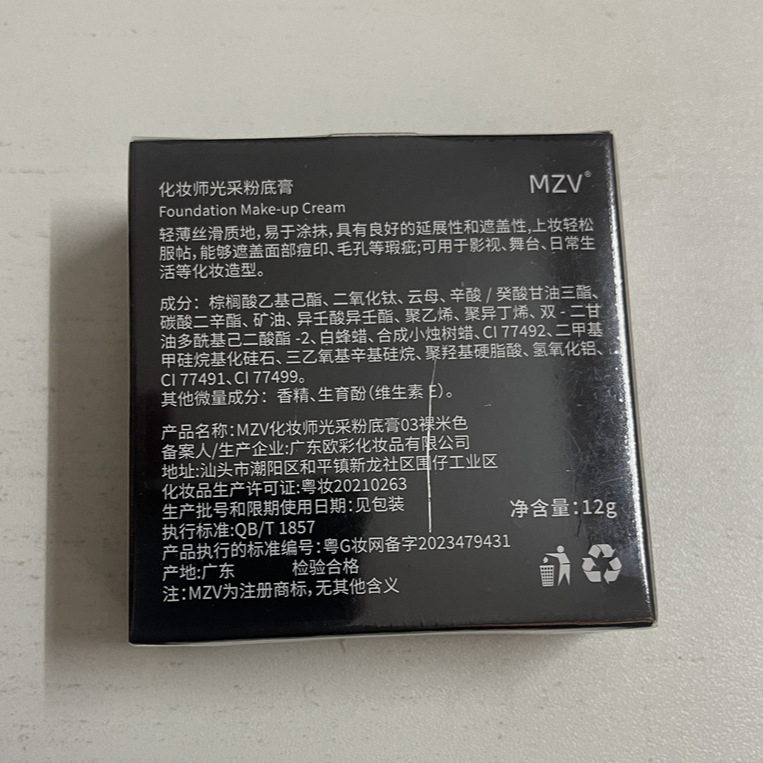 MZV®
化妆师光采粉底膏
Foundation Make-up Cream
轻薄丝滑质地,易于涂抹,具有良好的延展性和遮盖性,上妆轻松
服帖,能够遮盖面部痘印、毛孔等瑕疵;可用于影视、舞台、日常生
活等化妆造型。
成分:棕榈酸乙基己酯、二氧化钛、云母、辛酸/癸酸甘油三酯、
碳酸二辛酯、矿油、异壬酸异壬酯、聚乙烯、聚异丁烯、双-二甘
油多酰基己二酸酯-2、白蜂蜡、合成小烛树蜡、CI 77492、二甲基
甲硅烷基化硅石、三乙氧基辛基硅烷、聚羟基硬脂酸、氢氧化铝、
CI 77491、CI 77499。
其他微量成分:香精、生育酚(维生素 E)。
产品名称:MZV化妆师光采粉底膏03裸米色
备案人/生产企业:广东欧彩化妆品有限公司
地址:汕头市潮阳区和平镇新龙社区围仔工业区
化妆品生产许可证:粤妆20210263
生产批号和限期使用日期:见包装
净含量:12g
执行标准:QB/T 1857
产品执行的标准编号:粤G妆网备字2023479431
产地:广东 检验合格
注:MZV为注册商标,无其他含义